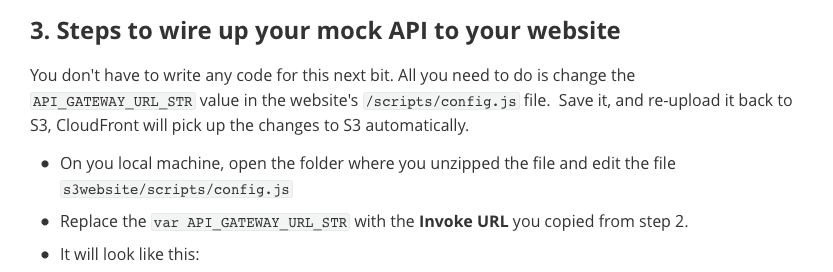 3. Steps to wire up your mock API to your website
You don't have to write any code for this next bit. All you need to do is change the
API_GATEWAY_URL_STR value in the website's /scripts/config.js file.  Save it, and re-upload it back to
S3, CloudFront will pick up the changes to S3 automatically.
• On you local machine, open the folder where you unzipped the file and edit the file
s3website/scripts/config.js
• Replace the var API_GATEWAY_URL_STR with the Invoke URL you copied from step 2.
• It will look like this: